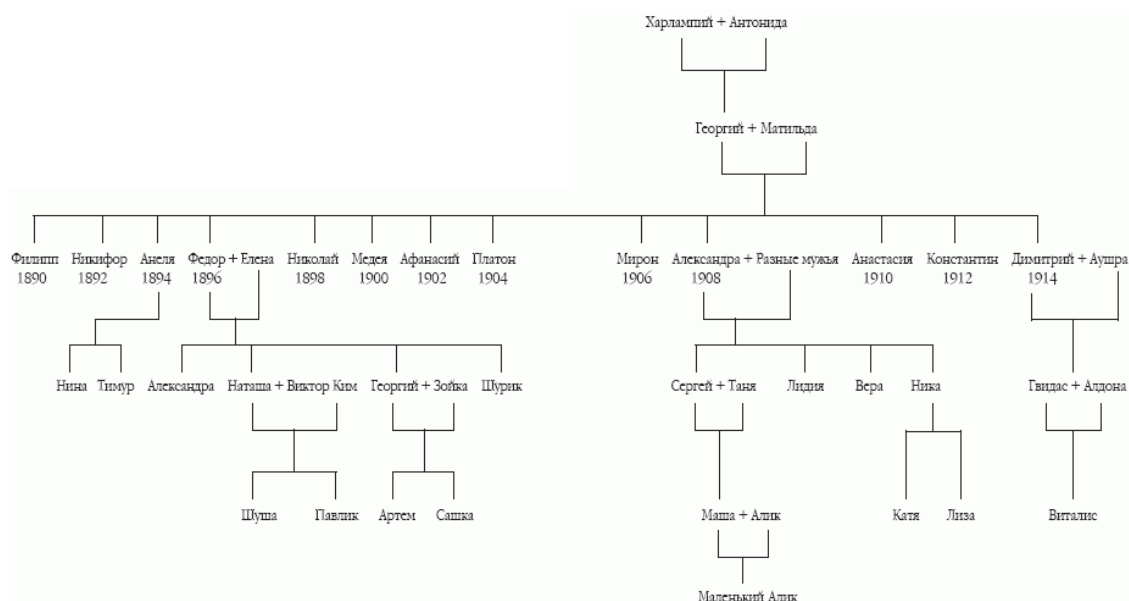 Харлампий + Антонида
Георгий + Матильда
Филипп Никифор Анеля Федор + Елена Николай Медея Афанасий Платон Мирон Александра + Разные мужья Анастасия Константин Димитрий + Аушра
1890 1892 1894 1896 1898 1900 1902 1904 1906 1908 1910 1912 1914
Нина Тимур Александра Наташа + Виктор Ким Георгий + Зойка Шурик Сергей + Таня Лидия Вера Ника Гвидас + Алдона
Шуша Павлик Артем Сашка Маша + Алик Катя Лиза Виталис
Маленький Алик